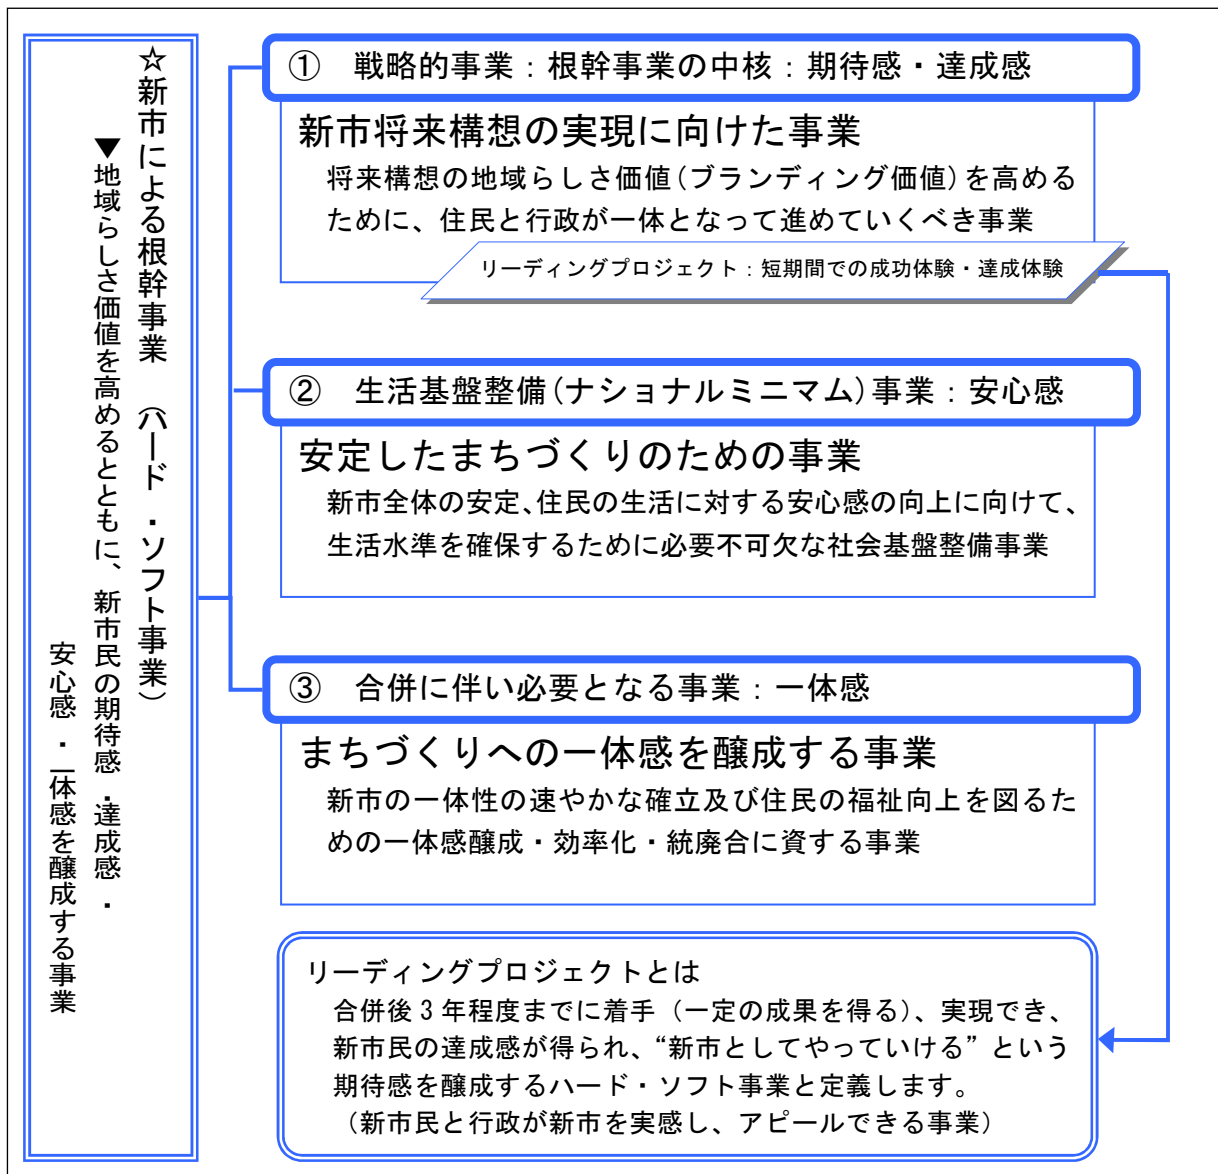 ☆新市による根幹事業　（ハード・ソフト事業）
▼地域らしさ価値を高めるとともに、新市民の期待感・達成感・
安心感・一体感を醸成する事業
①　戦略的事業：根幹事業の中核：期待感・達成感
新市将来構想の実現に向けた事業
将来構想の地域らしさ価値（ブランディング価値）を高める
ために、住民と行政が一体となって進めていくべき事業
リーディングプロジェクト：短期間での成功体験・達成体験
②　生活基盤整備（ナショナルミニマム）事業：安心感
安定したまちづくりのための事業
新市全体の安定、住民の生活に対する安心感の向上に向けて、
生活水準を確保するために必要不可欠な社会基盤整備事業
③　合併に伴い必要となる事業：一体感
まちづくりへの一体感を醸成する事業
新市の一体性の速やかな確立及び住民の福祉向上を図るた
めの一体感醸成・効率化・統廃合に資する事業
リーディングプロジェクトとは
合併後３年程度までに着手（一定の成果を得る）、実現でき、
新市民の達成感が得られ、“新市としてやっていける”という
期待感を醸成するハード・ソフト事業と定義します。
（新市民と行政が新市を実感し、アピールできる事業）